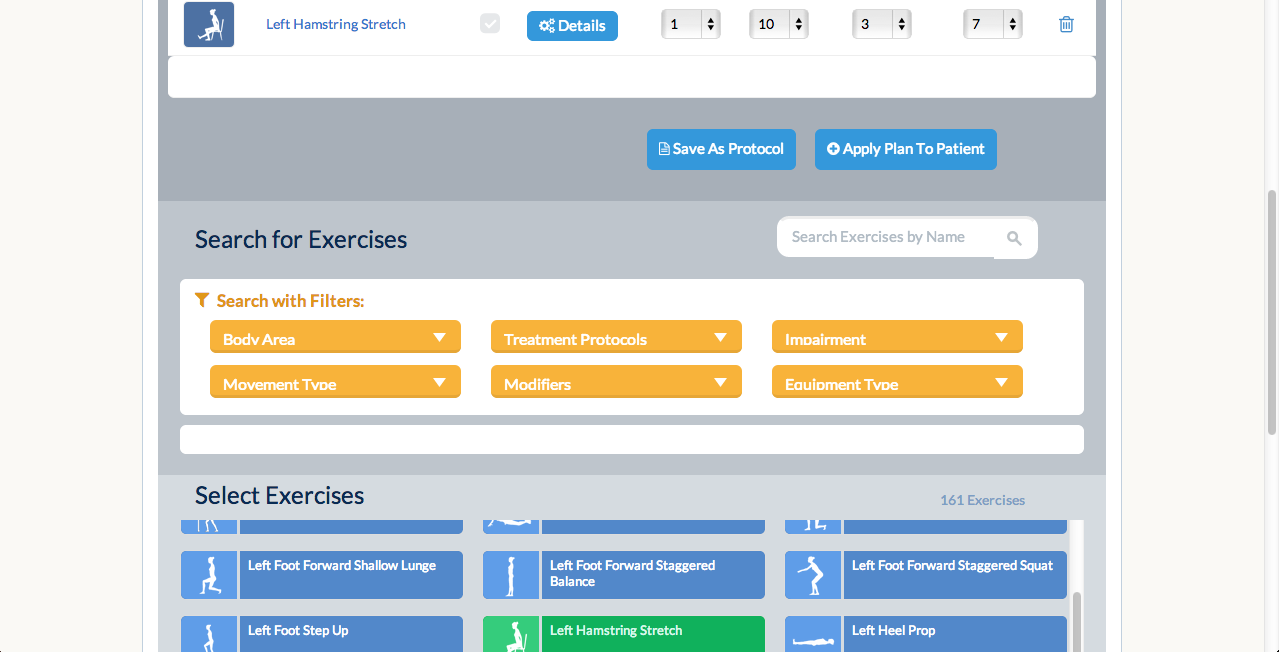 Left Hamstring Stretch Details 1 10 3 7
Save As Protocol Apply Plan To Patient
Search for Exercises Search Exercises by Name
Search with Filters:
Body Area Treatment Protocols Impairment
Movement Type Modifiers Equipment Type
Select Exercises 161 Exercises
Left Foot Forward Shallow Lunge
Left Foot Forward Staggered
Balance
Left Foot Forward Staggered Squat
Left Foot Step Up Left Hamstring Stretch Left Heel Prop